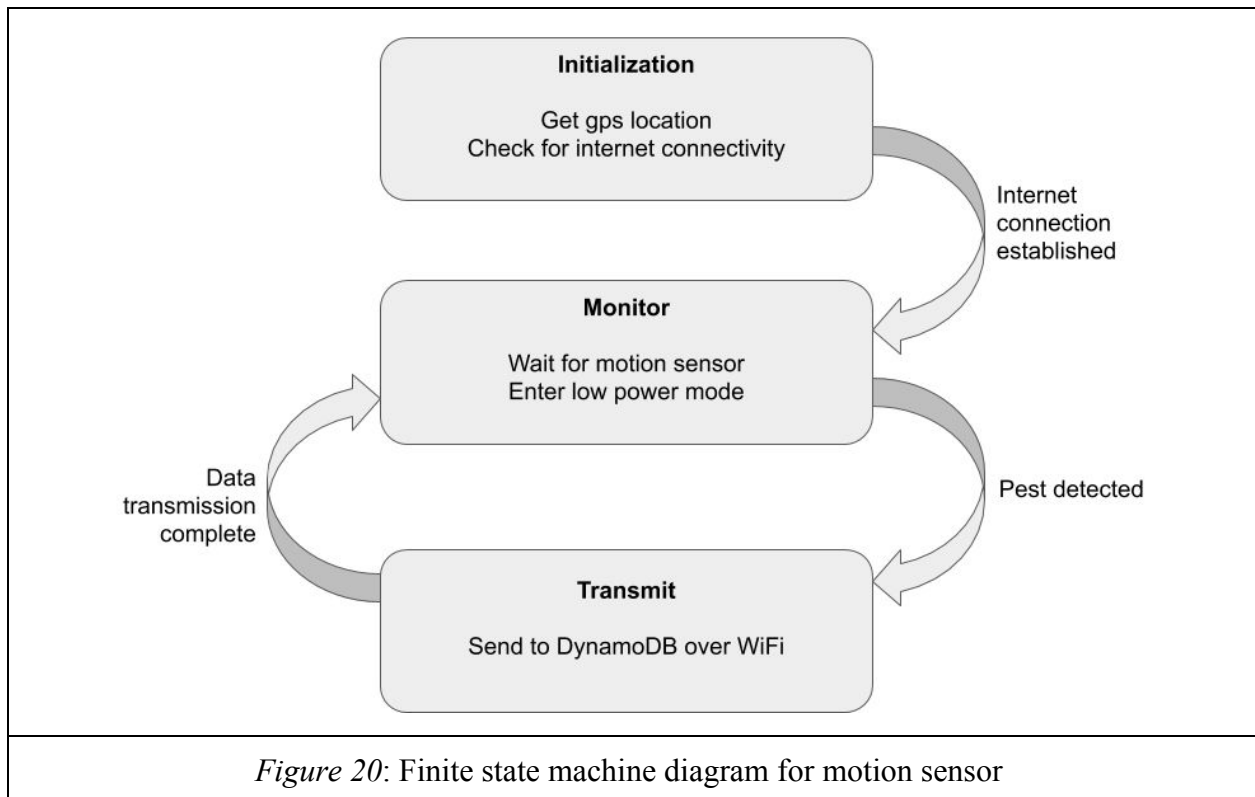 Initialization
Get gps location
Check for internet connectivity
Internet
connection
established
Monitor
Wait for motion sensor
Enter low power mode
Data
transmission
complete
Pest detected
Transmit
Send to DynamoDB over WiFi
Figure 20: Finite state machine diagram for motion sensor